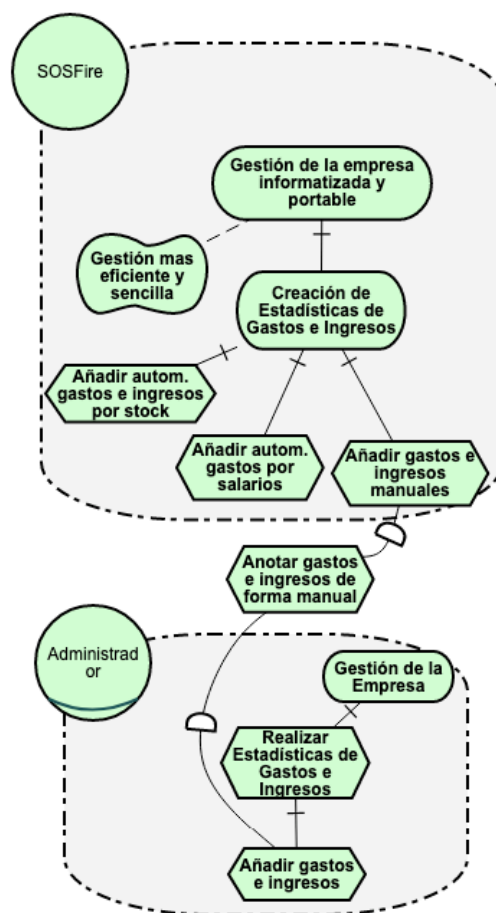 SOSFire
Gestión de la empresa
informatizada y
portable
Gestión mas
eficiente y
sencilla
Creación de
Estadísticas de
Gastos e Ingresos
Añadir autom.
gastos e ingresos
por stock
Añadir autom.
gastos por
salarios
Añadir gastos e
ingresos
manuales
Anotar gastos
e ingresos de
forma manual
Administrad
or
Gestión de la
Empresa
Realizar
Estadísticas de
Gastos e
Ingresos
Añadir gastos
e ingresos